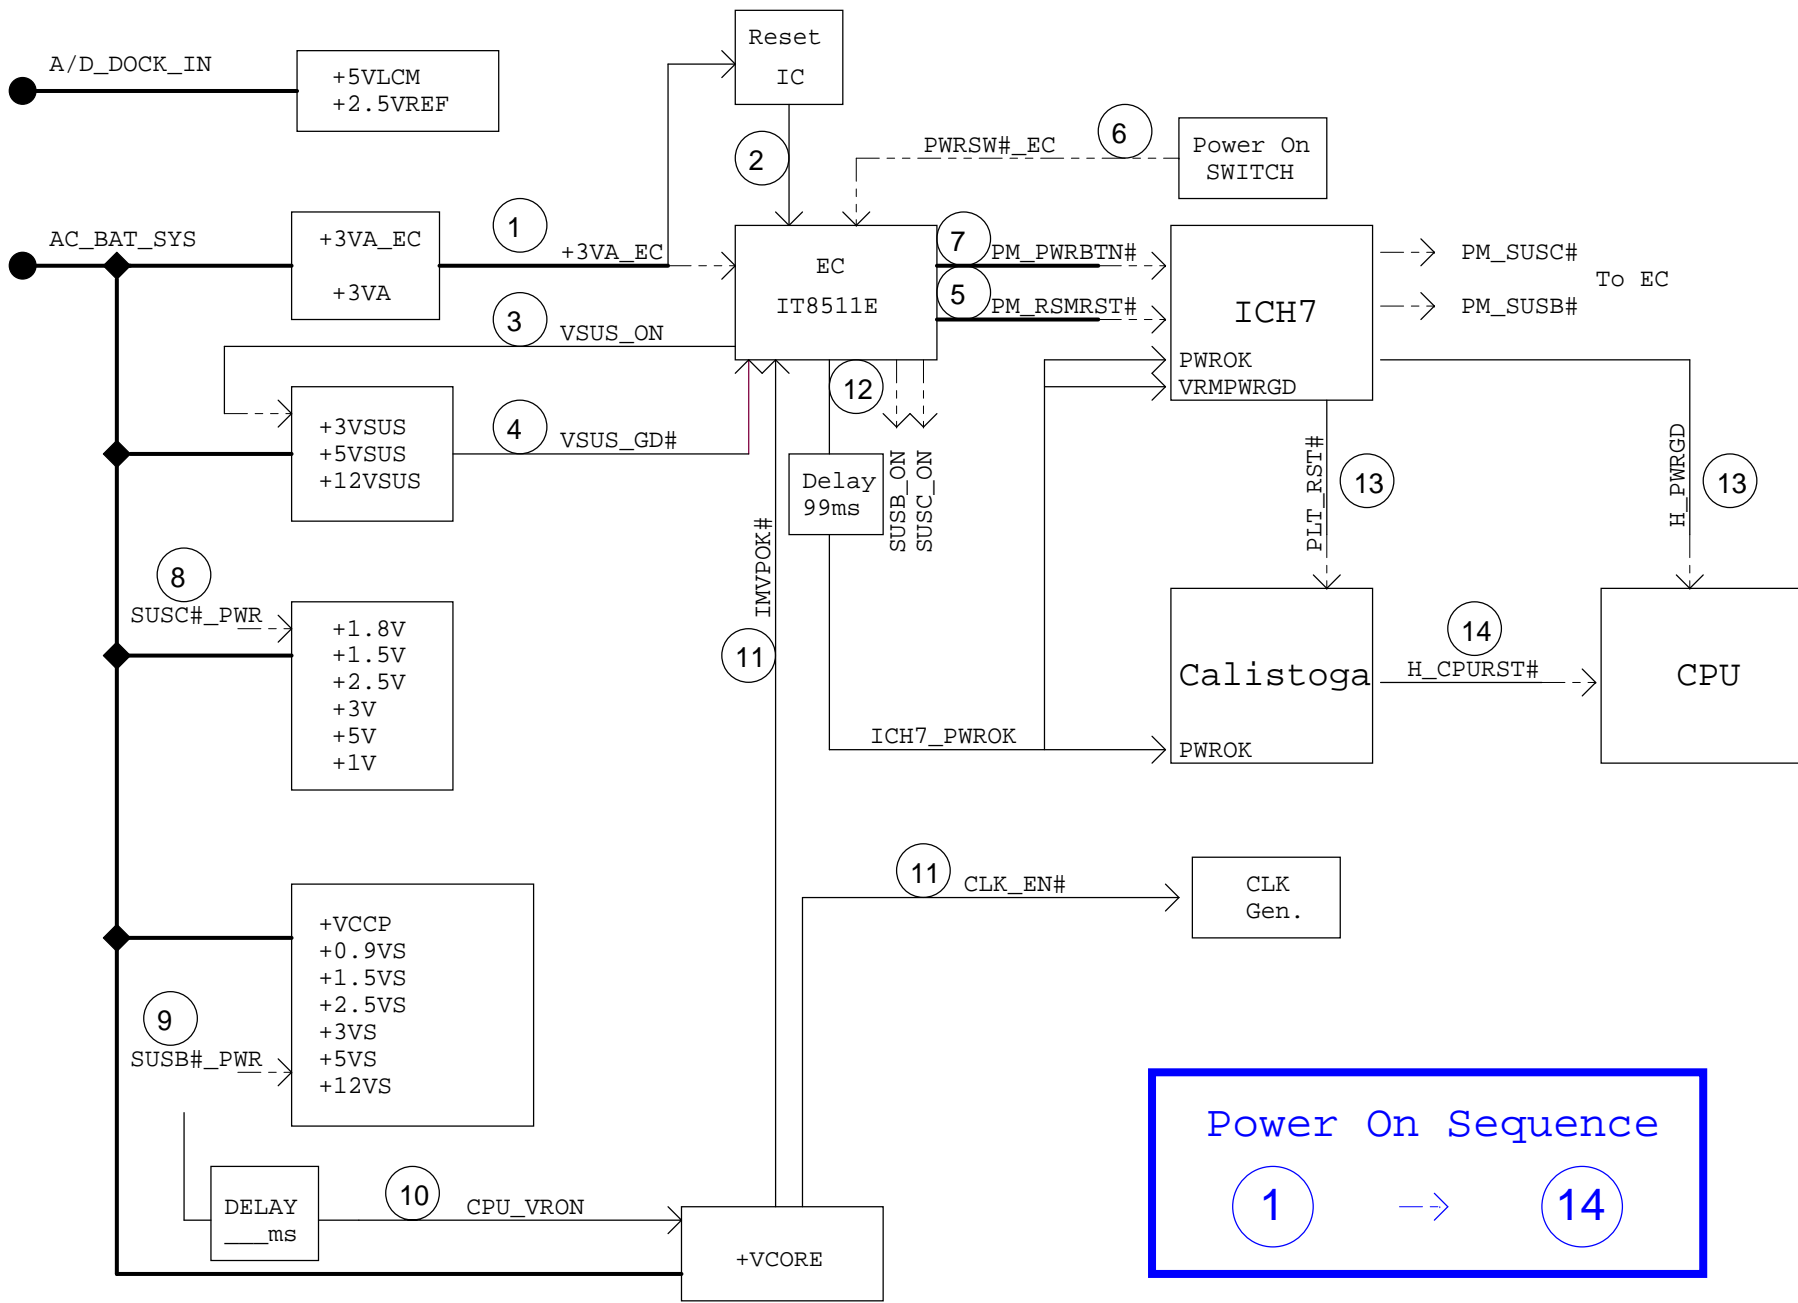 Reset
IC
A/D_DOCK_IN
+5VLCM
+2.5VREF
2
PWRSW#_EC
6
Power On
SWITCH
AC_BAT_SYS
+3VA_EC
+3VA
1
+3VA_EC
EC
IT8511E
7
PM_PWRBTN#
5
PM_RSMRST#
ICH7
PWROK
VRMPWRGD
PM_SUSC#
PM_SUSB#
To EC
3
VSUS_ON
+3VSUS
+5VSUS
+12VSUS
4
VSUS_GD#
12
Delay
99ms
SUSB_ON
SUSC_ON
IMVPOK#
11
PLT_RST#
13
H_PWRGD
13
8
SUSC#_PWR
+1.8V
+1.5V
+2.5V
+3V
+5V
+1V
ICH7_PWROK
Calistoga
PWROK
14
H_CPURST#
CPU
11
CLK_EN#
CLK
Gen.
+VCCP
+0.9VS
+1.5VS
+2.5VS
+3VS
+5VS
+12VS
9
SUSB#_PWR
DELAY
___ms
10
CPU_VRON
+VCORE
Power On Sequence
1
14